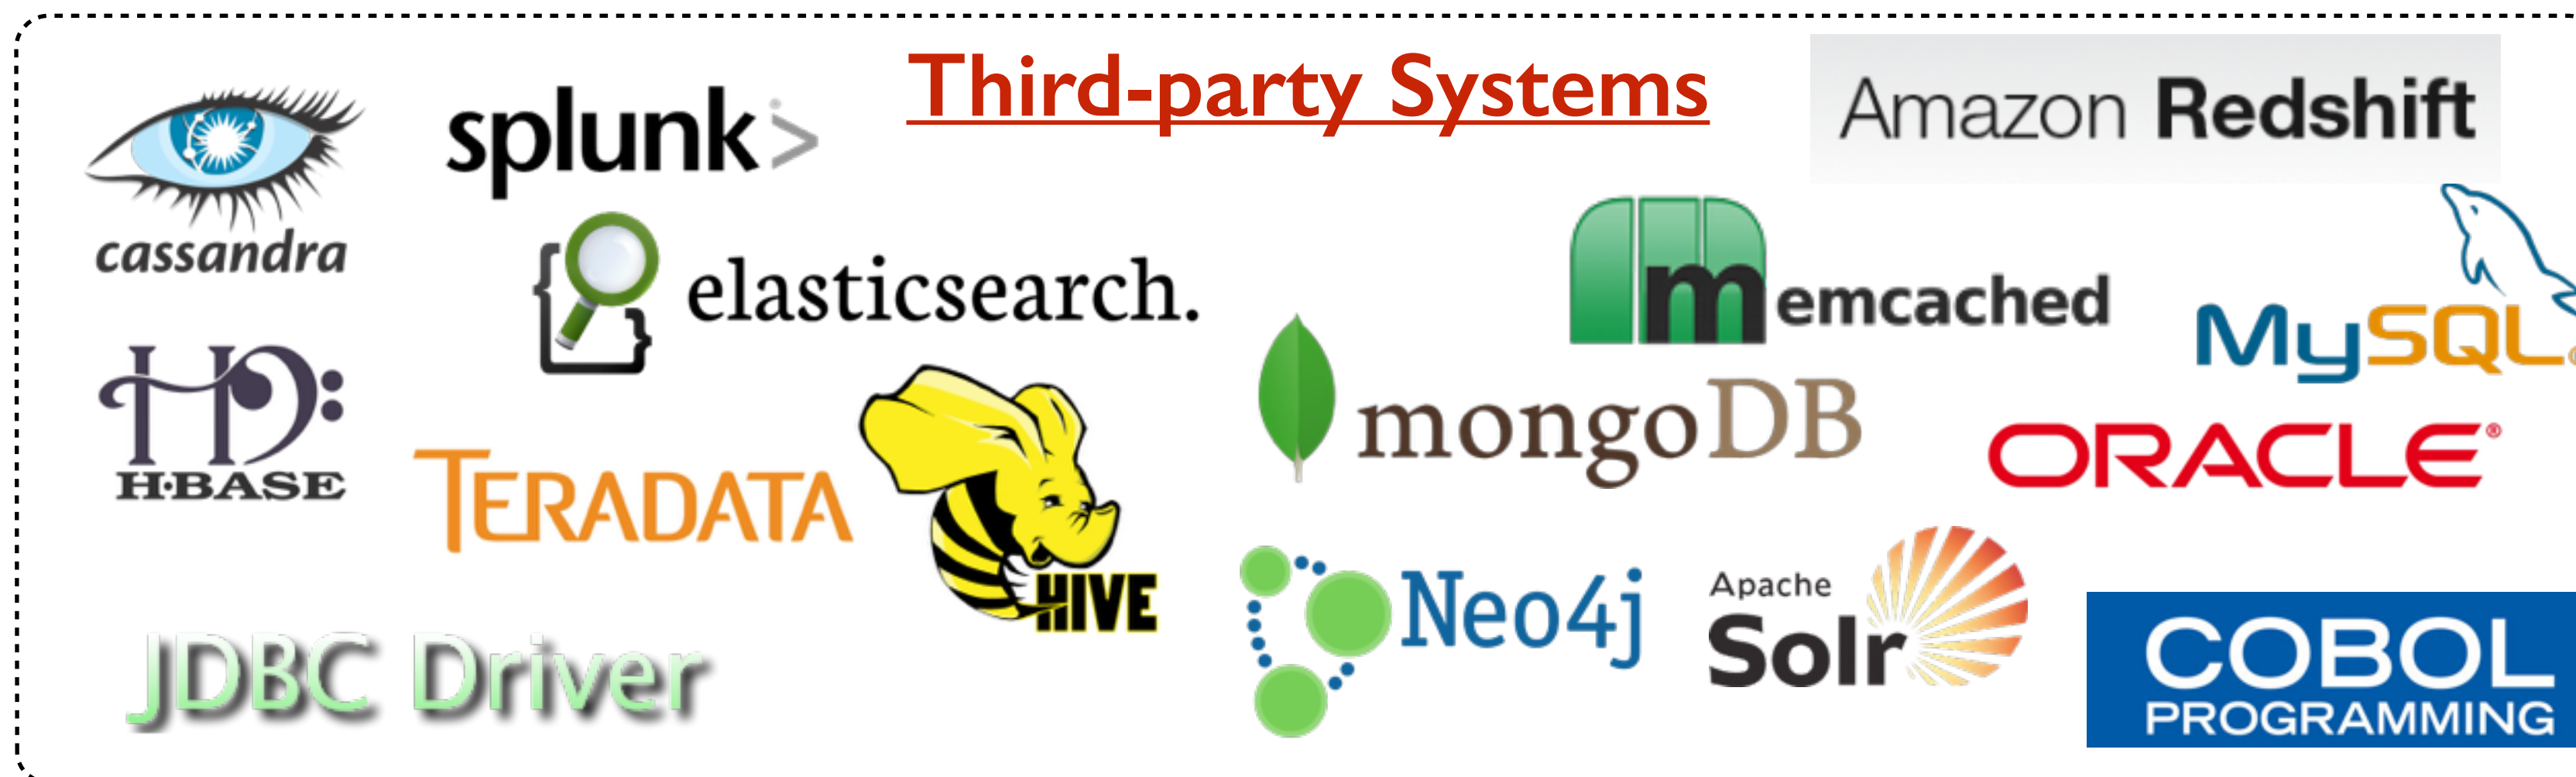 Third-party Systems
Amazon Redshift
splunk>
cassandra
elasticsearch.
memcached
MySQL
H
H·BASE
mongoDB
ORACLE®
TERADATA
HIVE
Neo4j
Apache
Solr
JDBC Driver
COBOL
PROGRAMMING